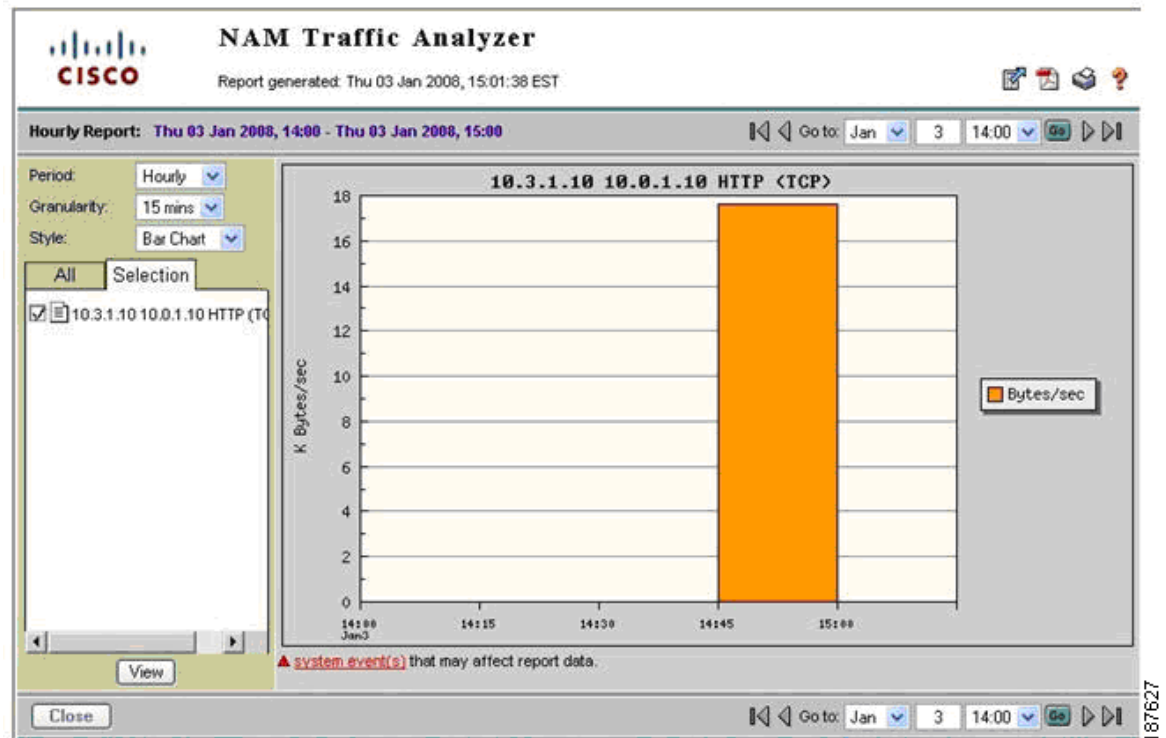 CISCO
NAM Traffic Analyzer
Report generated: Thu 03 Jan 2008, 15:01:38 EST
Hourly Report: Thu 03 Jan 2008, 14:00 - Thu 03 Jan 2008, 15:00
Go to: Jan 3 14:00 Go
Period: Hourly
Granularity: 15 mins
Style: Bar Chart
All Selection
10.3.1.10 10.0.1.10 HTTP (TC
View
10.3.1.10 10.0.1.10 HTTP <TCP>
18
16
14
12
10
8
6
4
2
0
K Bytes/sec
14:00 14:15 14:30 14:45 15:00
Jan3
Bytes/sec
system event(s) that may affect report data.
Close
Go to: Jan 3 14:00 Go
187627